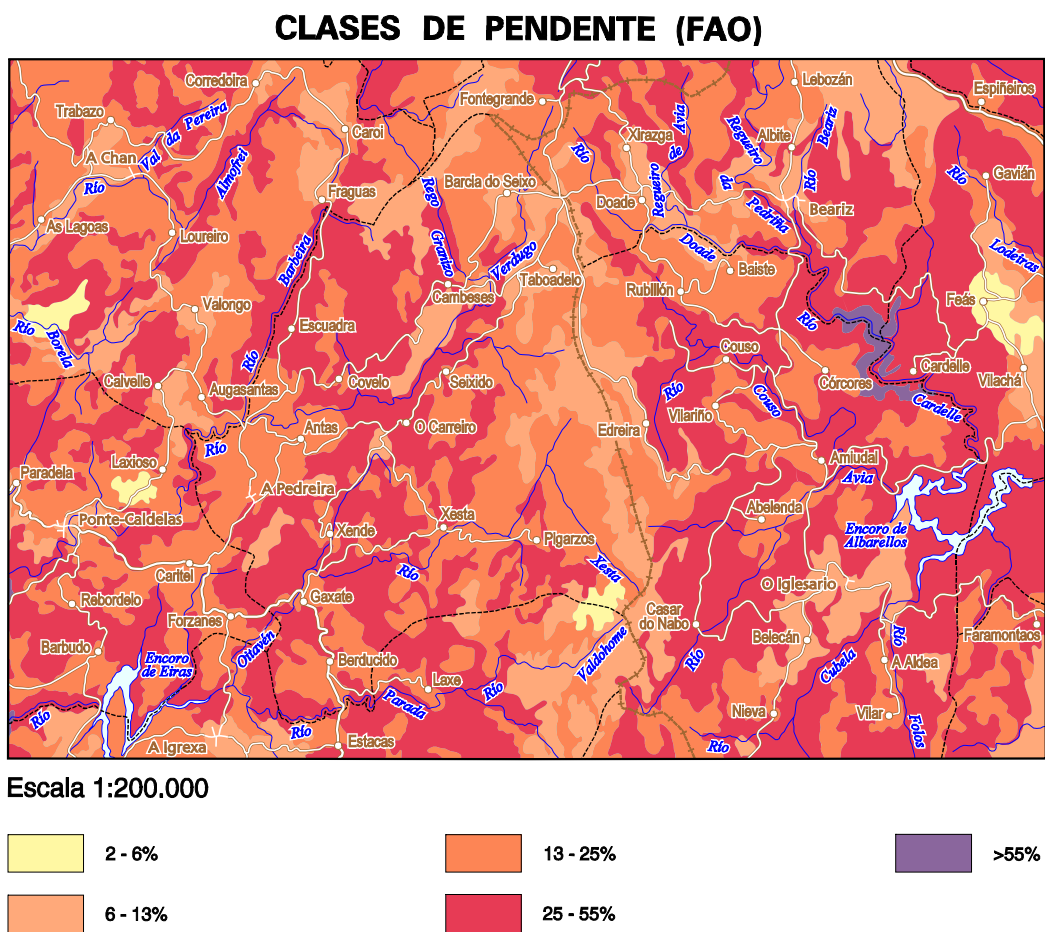 CLASES DE PENDENTE (FAO)
Corredoira
Lebozán
Espiñeiros
Fontegrande
Trabazo
Val da Pereira
Caroi
Xirazga
Río
Regueiro de Avia
Regueiro da Pedriña
Albite
Río Beariz
A Chan
Almofrei
Río
Gavián
Río
Lodeiras
Fraguas
Rego Granizo
Barcia do Seixo
Doade
Beariz
As Lagoas
Loureiro
Río Barbeira
Verdugo
Doade
Baiste
Taboadelo
Cambeses
Rubillón
Feás
Valongo
Río Borela
Escuadra
Río
Couso
Cardelle
Vilachá
Calvelle
Augasantas
Covelo
Seixido
Río Couso
Córcores
Cardelle
Vilariño
Antas
O Carreiro
Edreira
Río
Laxioso
Amiudal
Avia
Paradela
A Pedreira
Abelenda
Encoro de
Albarellos
Ponte-Caldelas
Xende
Xesta
Pigarzos
Río
Xesta
Caritel
O Iglesario
Rebordelo
Gaxate
Casar
do Nabo
Forzanes
Belecán
Faramontaos
Barbudo
Encoro
de Eiras
Oitavén
Berducido
Valdohome
Río
Cubela
A Aldea
Río Folos
Laxe
Río
Parada
Río
Nieva
Vilar
A Igrexa
Río
Estacas
Río
Escala 1:200.000
2 - 6%
13 - 25%
>55%
6 - 13%
25 - 55%